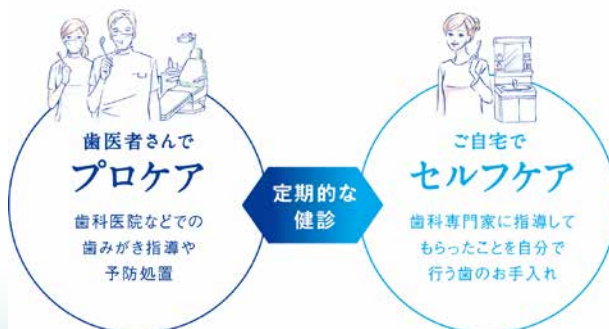 歯医者さんで
プロケア
歯科医院などでの
歯みがき指導や
予防処置
定期的な
健診
ご自宅で
セルフケア
歯科専門家に指導して
もらったことを自分で
行う歯のお手入れ